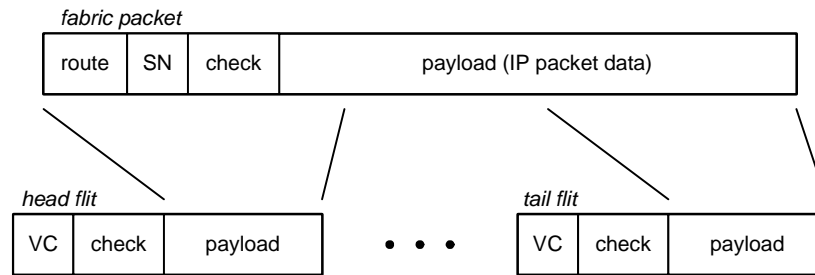 fabric packet
route SN check payload (IP packet data)
head flit tail flit
VC check payload • • • VC check payload